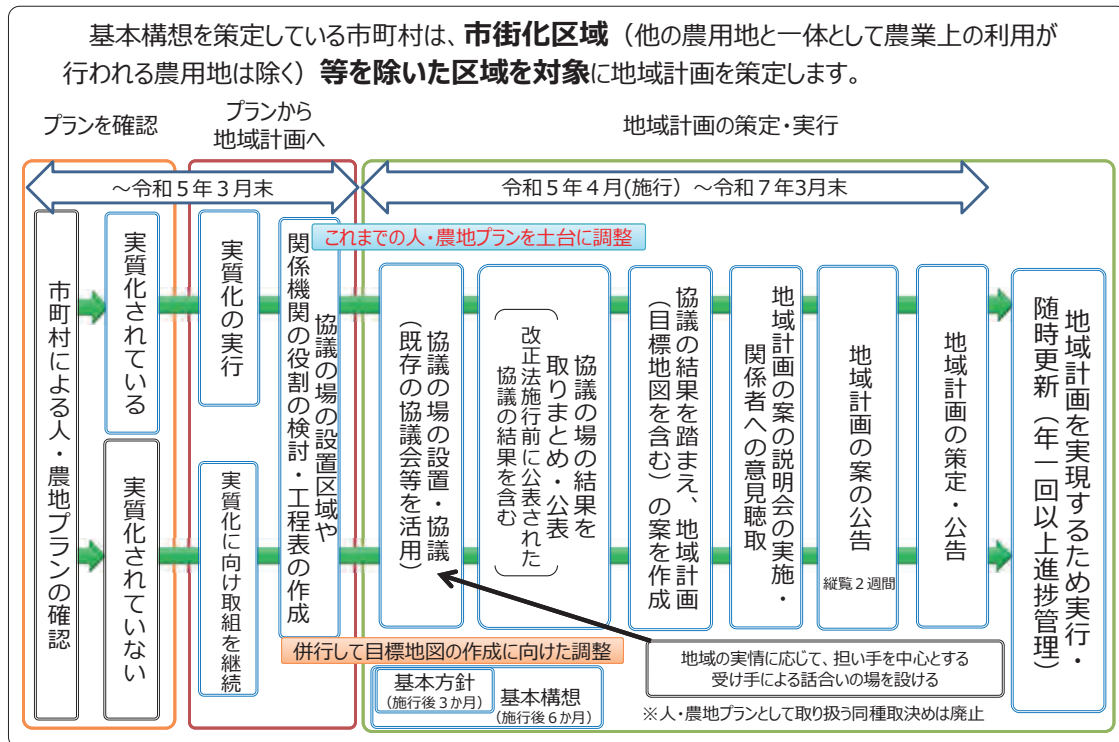 基本構想を策定している市町村は、市街化区域（他の農用地と一体として農業上の利用が
行われる農用地は除く）等を除いた区域を対象に地域計画を策定します。
プランを確認
プランから
地域計画へ
地域計画の策定・実行
～令和５年３月末
令和５年４月(施行）～令和７年3月末
これまでの人・農地プランを土台に調整
市町村による人・農地プランの確認
実質化されている
実質化されていない
実質化の実行
実質化に向け取組を継続
協議の場の設置区域や
関係機関の役割の検討・工程表の作成
協議の場の設置・協議
（既存の協議会等を活用）
協議の場の結果を
取りまとめ・公表
改正法施行前に公表された
協議の結果を含む
協議の結果を踏まえ、地域計画
（目標地図を含む）の案を作成
地域計画の案の説明会の実施・
関係者への意見聴取
地域計画の案の公告
縦覧２週間
地域計画の策定・公告
地域計画を実現するため実行・
随時更新（年一回以上進捗管理）
併行して目標地図の作成に向けた調整
基本方針
(施行後３か月)
基本構想
(施行後６か月)
地域の実情に応じて、担い手を中心とする
受け手による話合いの場を設ける
※人・農地プランとして取り扱う同種取決めは廃止